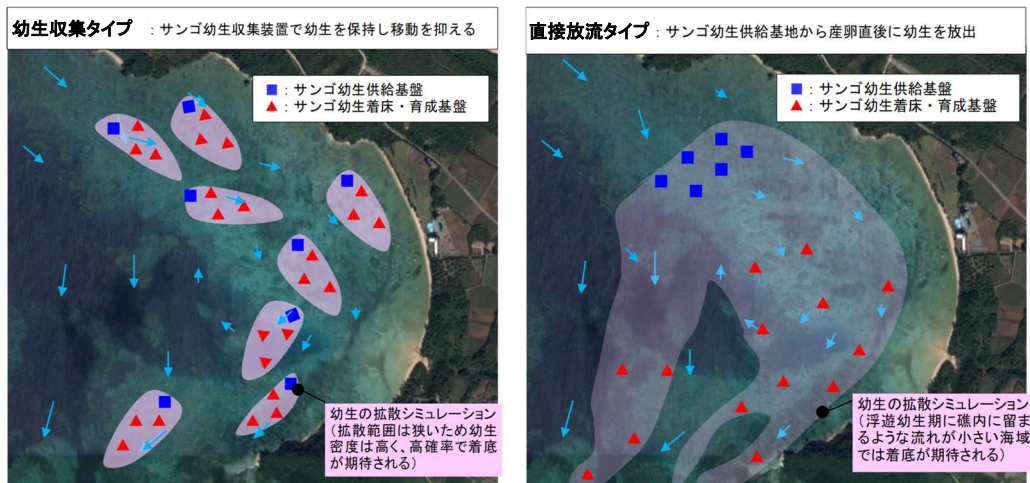 幼生収集タイプ ：サンゴ幼生収集装置で幼生を保持し移動を抑える
：サンゴ幼生供給基盤
：サンゴ幼生着床・育成基盤
幼生の拡散シミュレーション
（拡散範囲は狭いため幼生
密度は高く、高確率で着底
が期待される）
直接放流タイプ ：サンゴ幼生供給基地から産卵直後に幼生を放出
：サンゴ幼生供給基盤
：サンゴ幼生着床・育成基盤
幼生の拡散シミュレーション
（浮遊幼生期に礁内に留ま
るような流れが小さい海域
では着底が期待される）